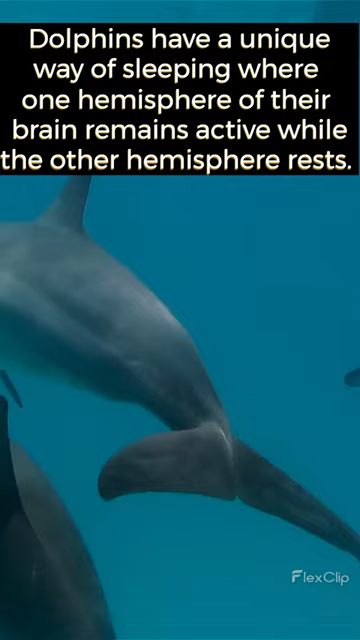 Dolphins have a unique
way of sleeping where
one hemisphere of their
brain remains active while
the other hemisphere rests.
FlexClip